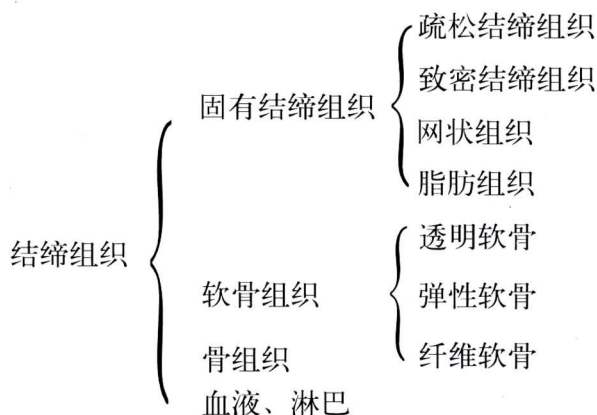 结缔组织
固有结缔组织
疏松结缔组织
致密结缔组织
网状组织
脂肪组织
软骨组织
透明软骨
弹性软骨
纤维软骨
骨组织
血液、淋巴